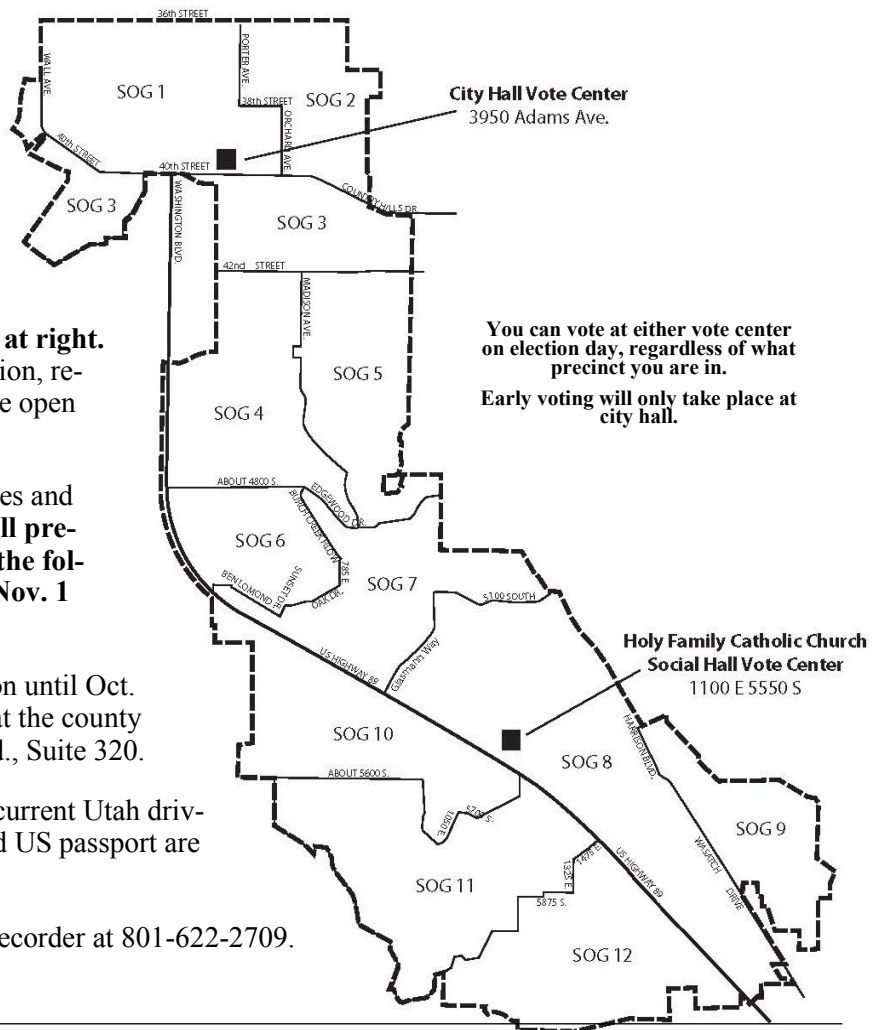 36th STREET
WALL AVE.
PORTER AVE.
SOG 1
SOG 2
38th STREET
ORCHARD AVE.
City Hall Vote Center
3950 Adams Ave.
40th STREET
40th STREET
SOG 3
WASHINGTON BLVD.
COUNTRY HILLS DR.
SOG 3
42nd STREET
MADISON AVE.
at right.
ion, re-
e open
You can vote at either vote center
on election day, regardless of what
precinct you are in.
Early voting will only take place at
city hall.
SOG 5
SOG 4
es and
ll pre-
the fol-
Nov. 1
ABOUT 4800 S.
EDGEWOOD DR.
SOG 6
785 E.
SUNSET DR.
BEN LOMOND
OAK DR.
SOG 7
5100 SOUTH
Glasmann Way
US HIGHWAY 89
Holy Family Catholic Church
Social Hall Vote Center
1100 E 5550 S
on until Oct.
at the county
d., Suite 320.
SOG 10
HARRISON BLVD.
SOG 8
ABOUT 5600 S.
1050 E.
5700 S.
current Utah driv-
d US passport are
SOG 9
US HIGHWAY 89
WASATCH DRIVE
SOG 11
1475 E.
1325 E.
5875 S.
ecorder at 801-622-2709.
SOG 12